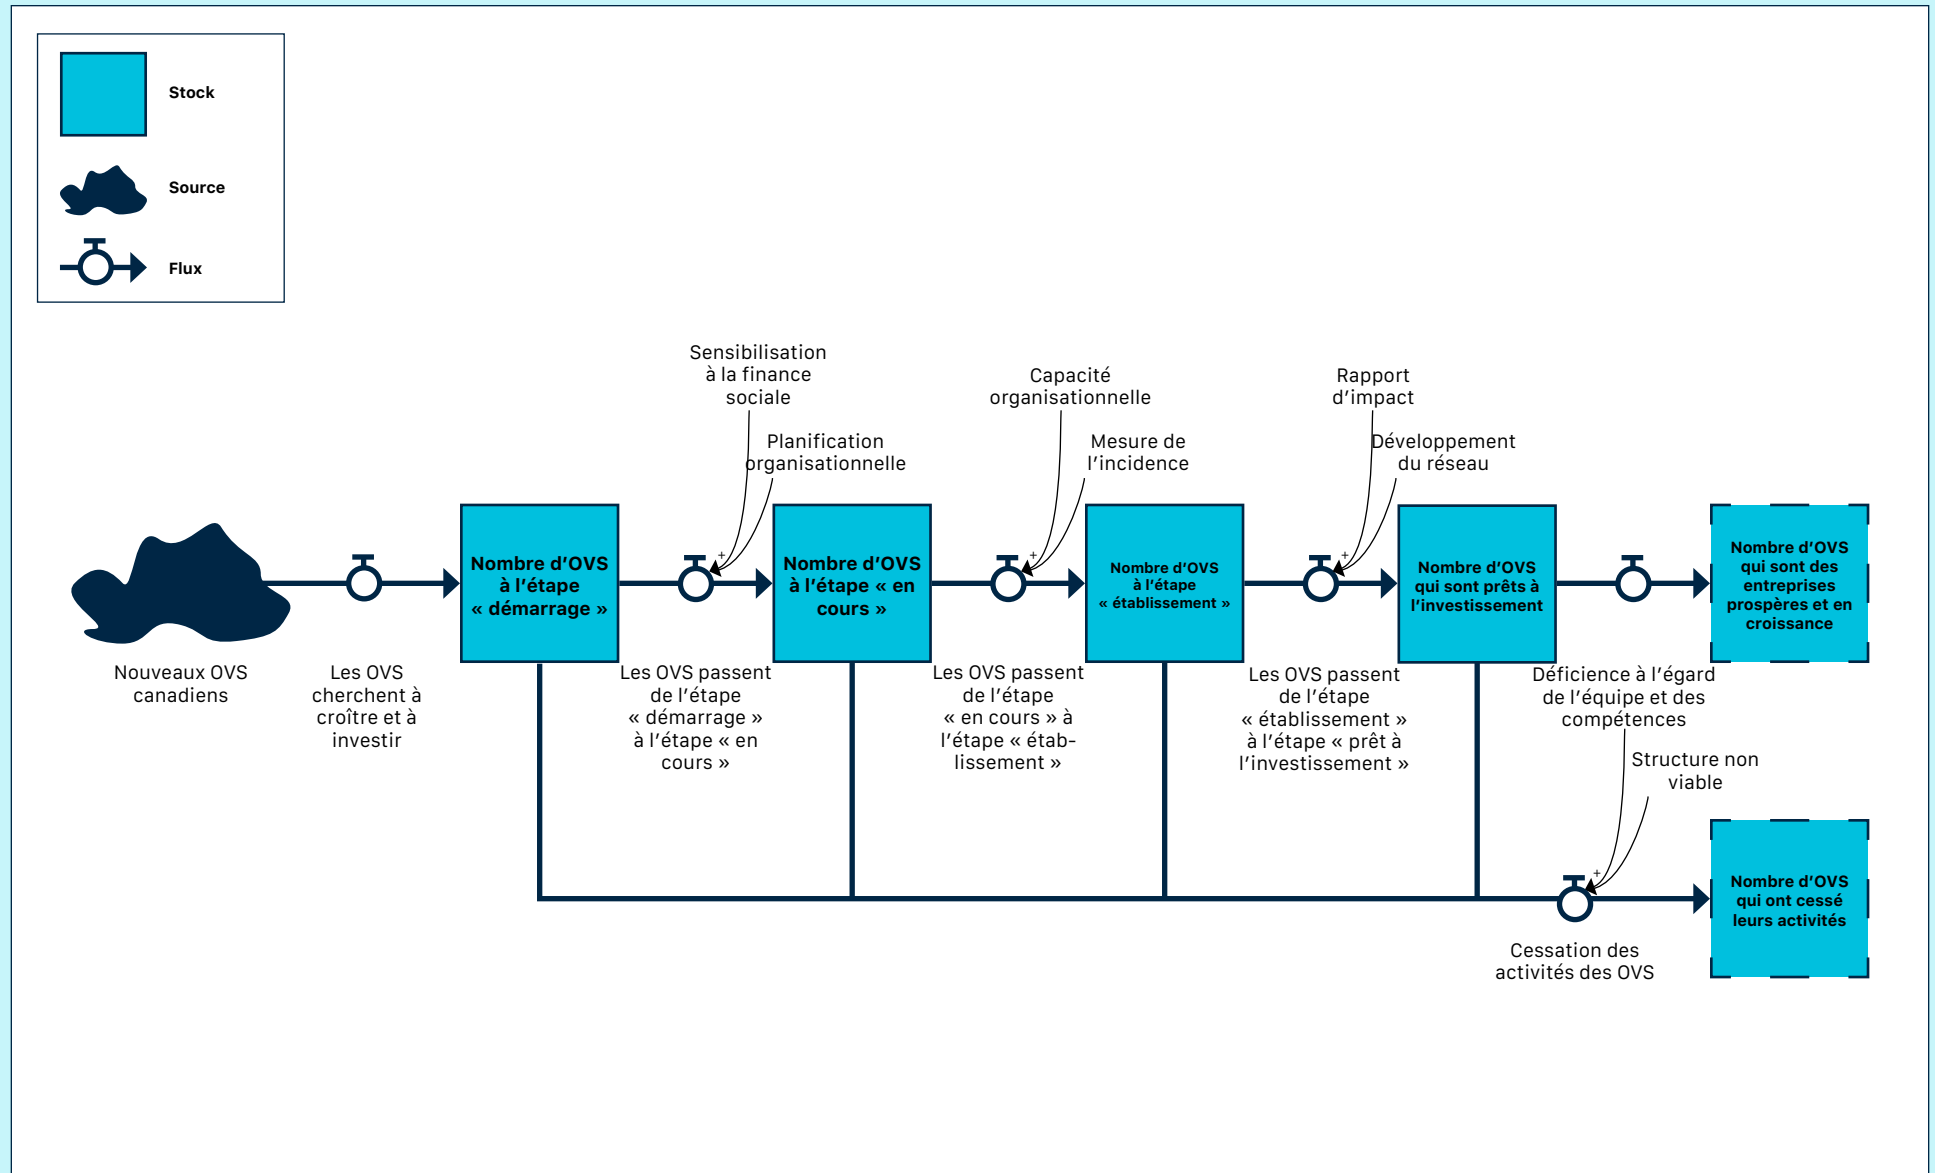 Stock
Source
Flux
Sensibilisation
à la finance
sociale
Planification
organisationnelle
Capacité
organisationnelle
Mesure de
l’incidence
Rapport
d’impact
Développement
du réseau
+
+
+
Nombre d’OVS
à l’étape
« démarrage »
Nombre d’OVS
à l’étape « en
cours »
Nombre d’OVS
à l’étape
« établissement »
Nombre d’OVS
qui sont prêts à
l’investissement
Nombre d’OVS
qui sont des
entreprises
prospères et en
croissance
Nouveaux OVS
canadiens
Les OVS
cherchent à
croître et à
investir
Les OVS passent
de l’étape
« démarrage »
à l’étape « en
cours »
Les OVS passent
de l’étape
« en cours » à
l’étape « étab-
lissement »
Les OVS passent
de l’étape
« établissement »
à l’étape « prêt à
l’investissement »
Déficience à l’égard
de l’équipe et des
compétences
Structure non
viable
+
Nombre d’OVS
qui ont cessé
leurs activités
Cessation des
activités des OVS